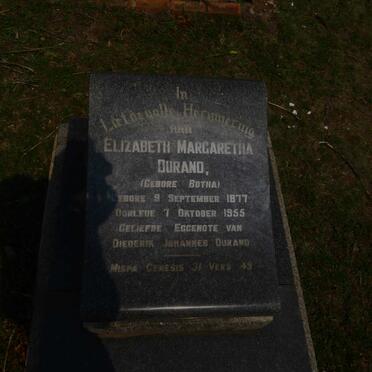 In
Liefdevolle Herinnering
aan
Elizabeth Margaretha
Durand,
(Gebore Botha)
Gebore 9 September 1877
Oorlede 7 Oktober 1955
Geliefde Eggenote van
Diederik Johannes Durand
Mispa Genesis 31 Vers 49